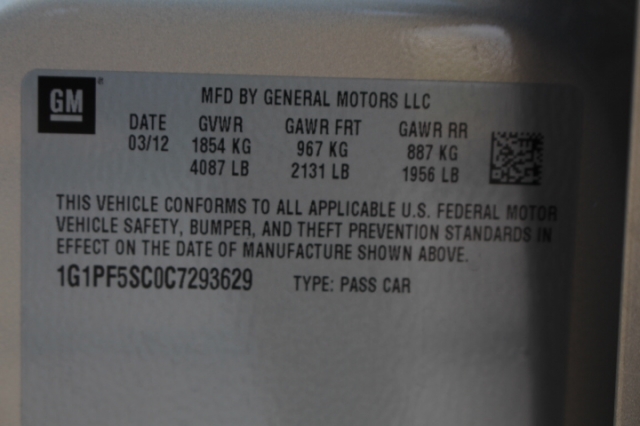 GM ®
MFD BY GENERAL MOTORS LLC
DATE GVWR GAWR FRT GAWR RR
03/12 1854 KG 967 KG 887 KG
4087 LB 2131 LB 1956 LB
THIS VEHICLE CONFORMS TO ALL APPLICABLE U.S. FEDERAL MOTOR
VEHICLE SAFETY, BUMPER, AND THEFT PREVENTION STANDARDS IN
EFFECT ON THE DATE OF MANUFACTURE SHOWN ABOVE.
1G1PF5SC0C7293629 TYPE: PASS CAR